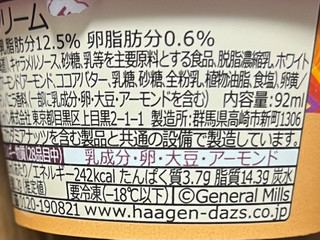 リーム
乳脂肪分12.5% 卵脂肪分0.6%
キャラメルソース、砂糖、乳等を主要原料とする食品、脱脂濃縮乳、ホワイト
アーモンド、ココアバター、乳糖、砂糖、全粉乳、植物油脂、食塩)、卵黄/
(一部に乳成分・卵・大豆・アーモンドを含む) 内容量:92ml
東京都目黒区上目黒2-1-1 製造所:群馬県高崎市新町1306
ナッツを含む製品と共通の設備で製造しています。
(28品目中) 乳成分・卵・大豆・アーモンド
エネルギー242kcal たんぱく質3.7g 脂質14.3g 炭水
推定値) 要冷凍(-18℃以下) ©General Mills
0120-190821 www.haagen-dazs.co.jp